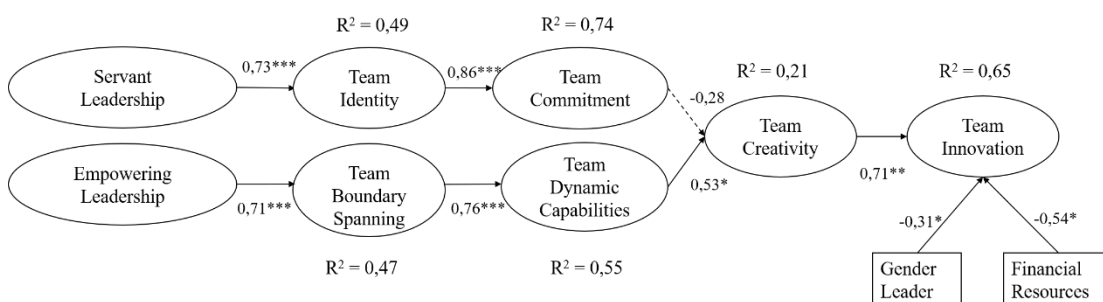 R² = 0,49
R² = 0,74
0,73***
0,86***
Servant
Leadership
Team
Identity
Team
Commitment
R² = 0,21
R² = 0,65
-0,28
Team
Creativity
Team
Innovation
Empowering
Leadership
Team
Boundary
Spanning
Team
Dynamic
Capabilities
0,71***
0,76***
0,53*
0,71**
R² = 0,47
R² = 0,55
-0,31*
-0,54*
Gender
Leader
Financial
Resources